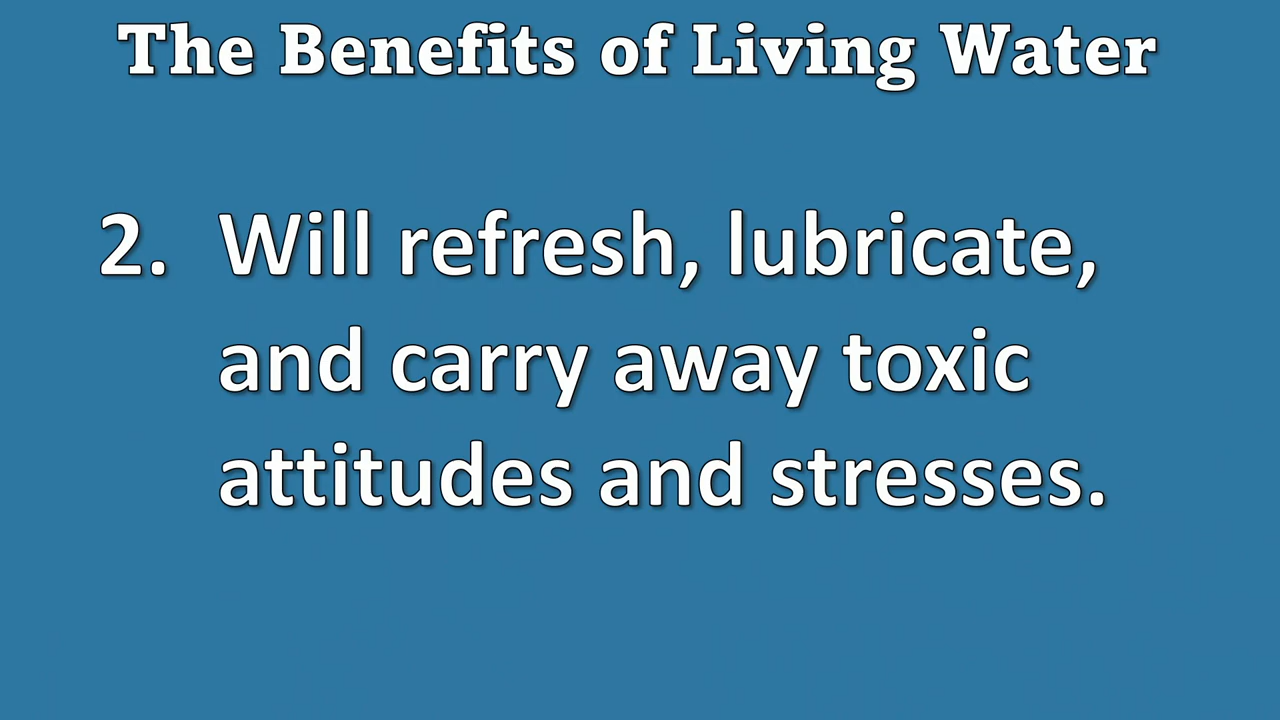 The Benefits of Living Water
2. Will refresh, lubricate,
and carry away toxic
attitudes and stresses.